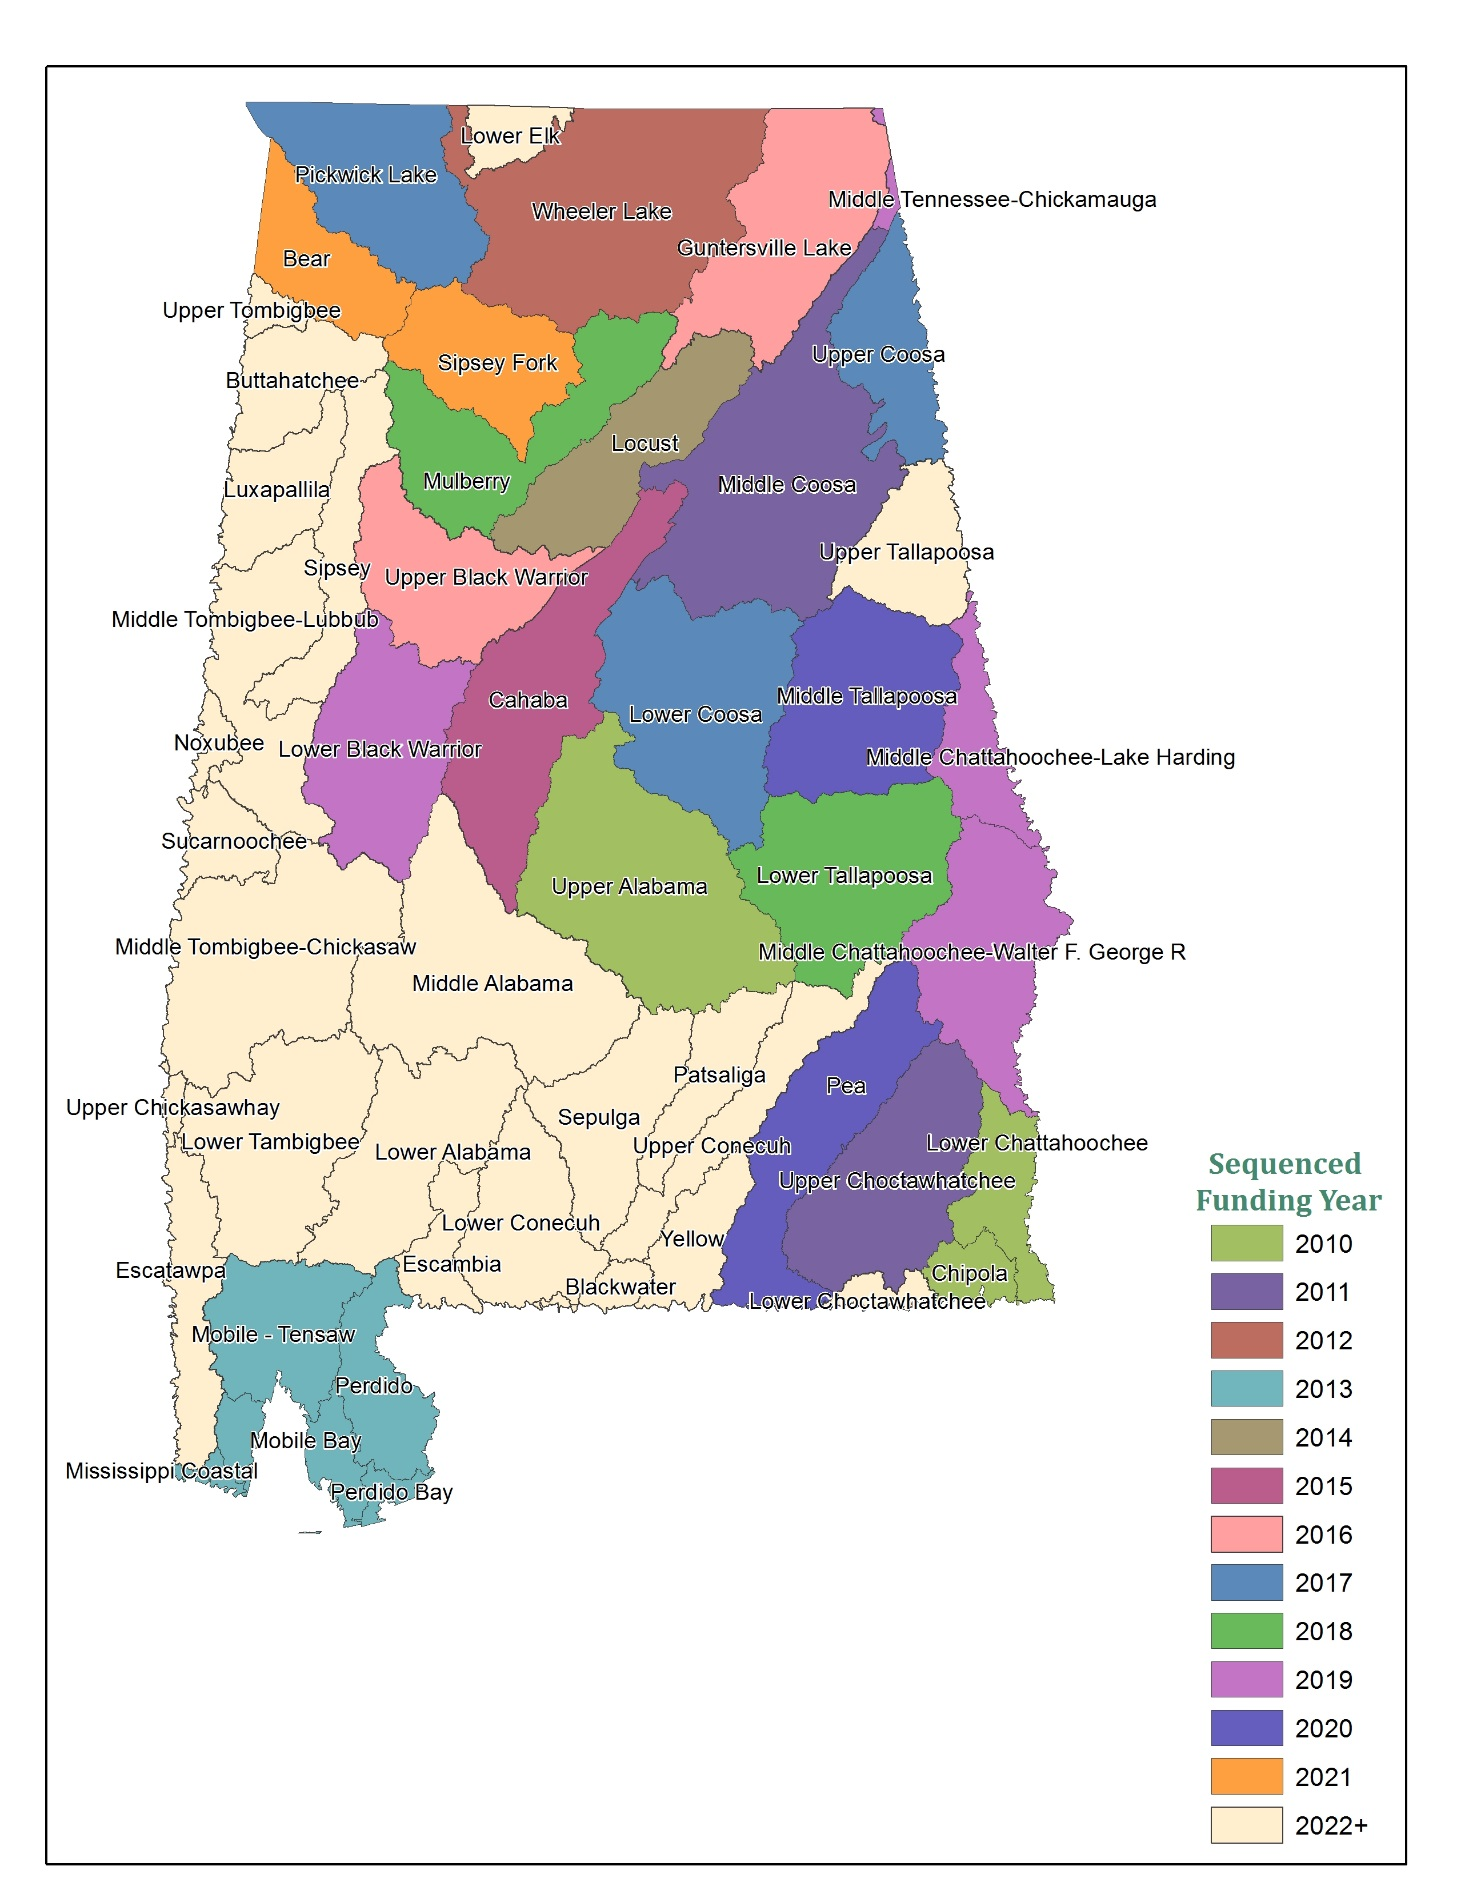 Lower Elk
Pickwick Lake
Middle Tennessee-Chickamauga
Wheeler Lake
Guntersville Lake
Bear
Upper Tombigbee
Upper Coosa
Sipsey Fork
Buttahatchee
Locust
Mulberry
Middle Coosa
Luxapallila
Upper Tallapoosa
Sipsey
Upper Black Warrior
Middle Tombigbee-Lubbub
Middle Tallapoosa
Cahaba
Lower Coosa
Noxubee
Lower Black Warrior
Middle Chattahoochee-Lake Harding
Sucarnoochee
Lower Tallapoosa
Upper Alabama
Middle Tombigbee-Chickasaw
Middle Chattahoochee-Walter F. George R
Middle Alabama
Patsaliga
Pea
Upper Chickasawhay
Sepulga
Lower Tambigbee
Lower Chattahoochee
Upper Conecuh
Lower Alabama
Upper Choctawhatchee
Lower Conecuh
Yellow
Escambia
Escatawpa
Chipola
Blackwater
Lower Choctawhatchee
Mobile - Tensaw
Perdido
Mobile Bay
Mississippi Coastal
Perdido Bay
Sequenced
Funding Year
2010
2011
2012
2013
2014
2015
2016
2017
2018
2019
2020
2021
2022+